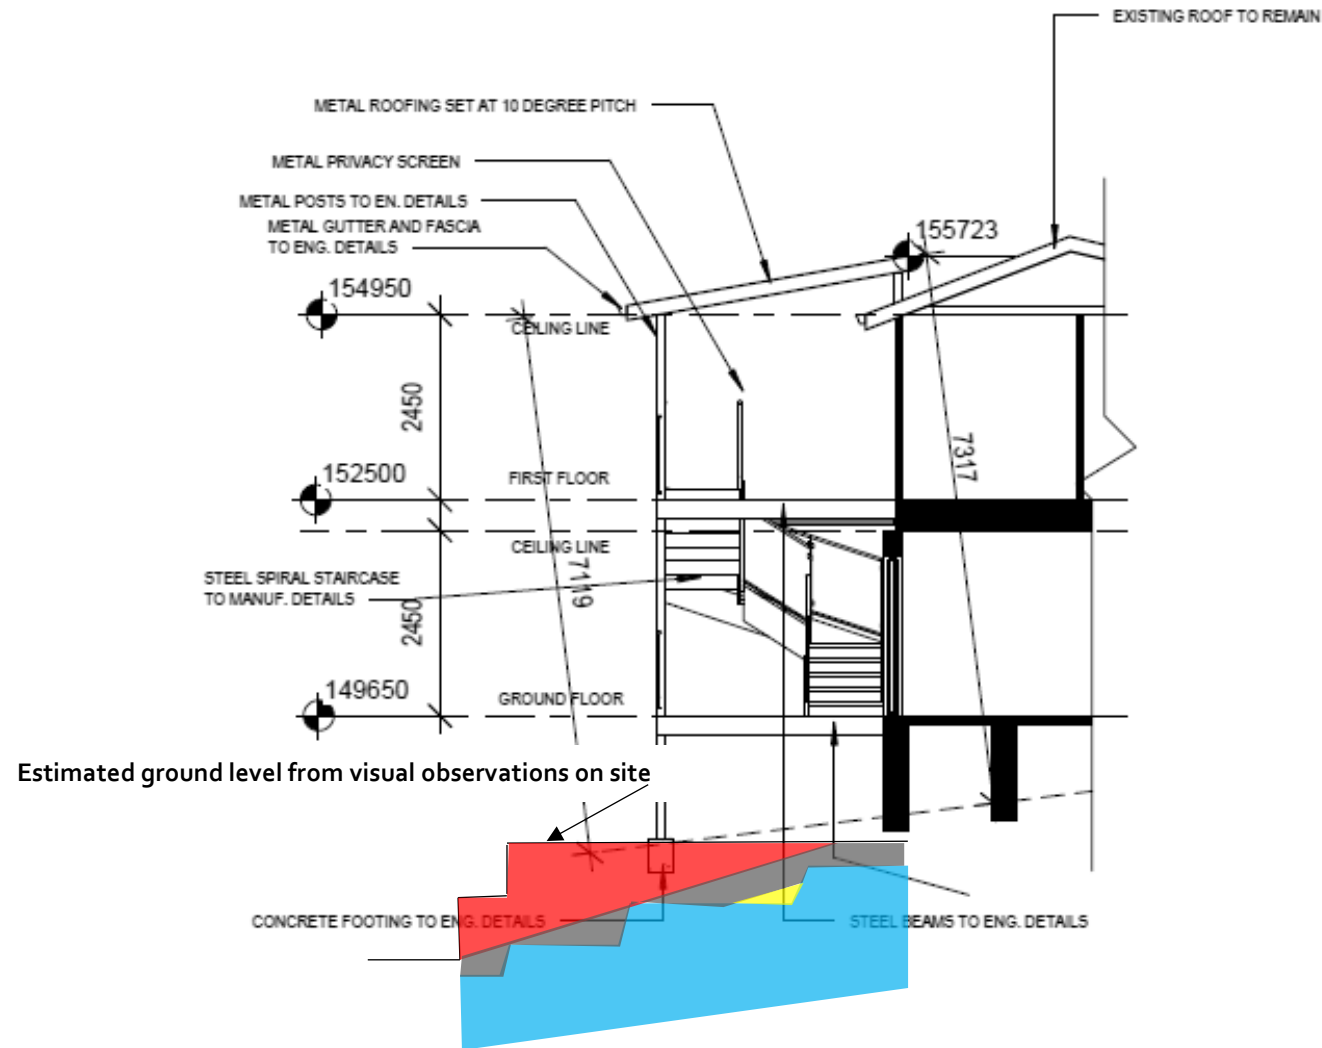 EXISTING ROOF TO REMAIN
METAL ROOFING SET AT 10 DEGREE PITCH
METAL PRIVACY SCREEN
METAL POSTS TO EN. DETAILS
METAL GUTTER AND FASCIA
TO ENG. DETAILS
155723
154950
CEILING LINE
2450
7317
152500
FIRST FLOOR
CEILING LINE
STEEL SPIRAL STAIRCASE
TO MANUF. DETAILS
7119
2450
149650
GROUND FLOOR
Estimated ground level from visual observations on site
CONCRETE FOOTING TO ENG. DETAILS
STEEL BEAMS TO ENG. DETAILS